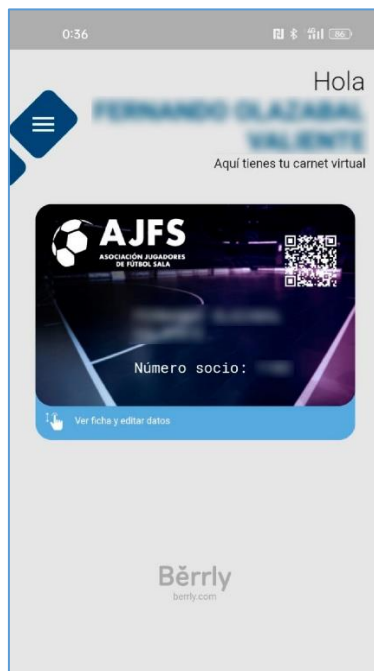 0:36
86
Hola
Aquí tienes tu carnet virtual
AJFS
ASOCIACIÓN JUGADORES
DE FÚTBOL SALA
Número socio:
Ver ficha y editar datos
Běrrly
berrly.com